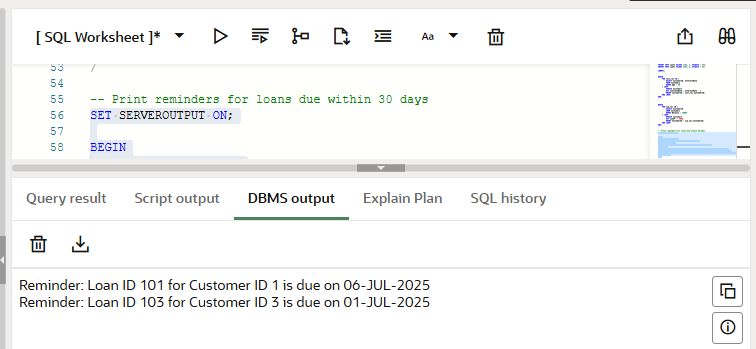 [ SQL Worksheet ]*
Aa
53 /
54
55 -- Print reminders for loans due within 30 days
56 SET SERVEROUTPUT ON;
57
58 BEGIN
Query result Script output DBMS output Explain Plan SQL history
Reminder: Loan ID 101 for Customer ID 1 is due on 06-JUL-2025
Reminder: Loan ID 103 for Customer ID 3 is due on 01-JUL-2025